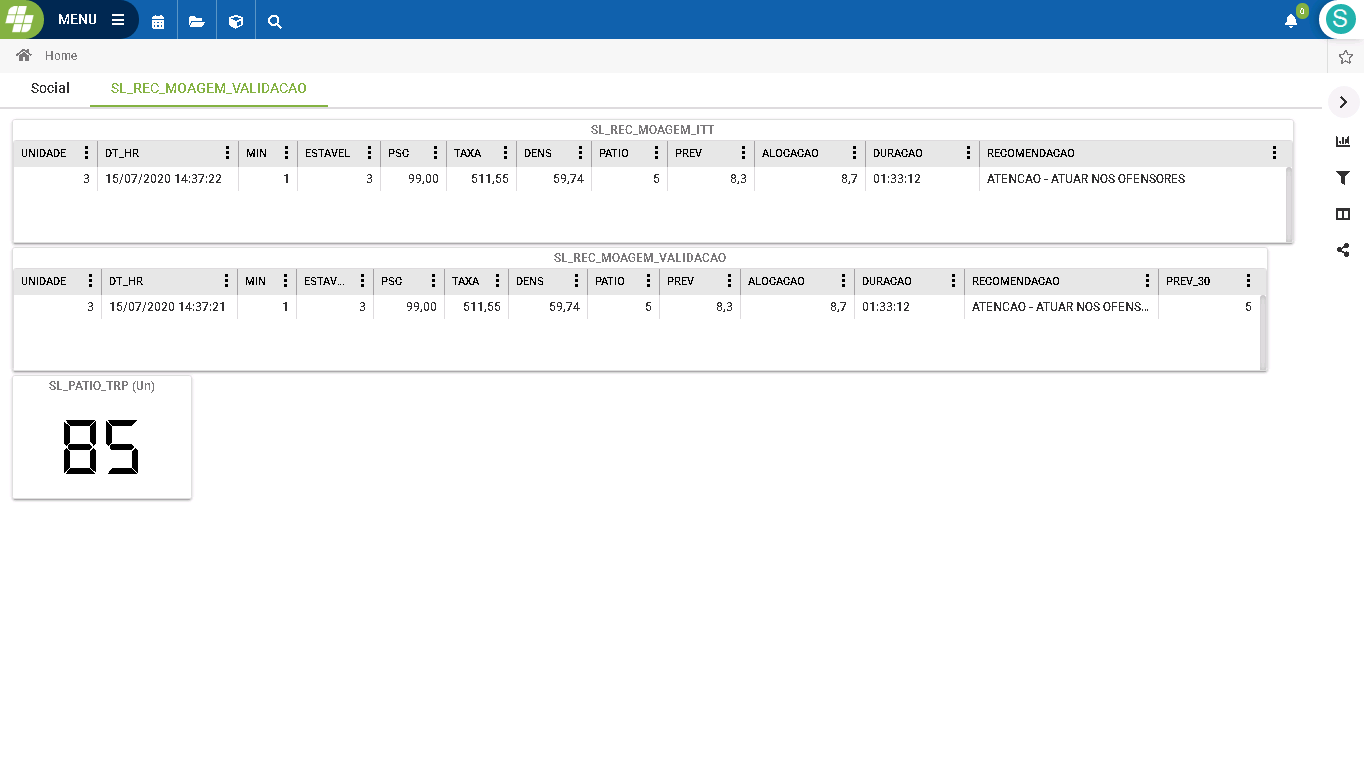 MENU
0
S
Home
Social SL_REC_MOAGEM_VALIDACAO
SL_REC_MOAGEM_ITT
UNIDADE DT_HR MIN ESTAVEL PSC TAXA DENS PATIO PREV ALOCACAO DURACAO RECOMENDACAO
3 15/07/2020 14:37:22 1 3 99,00 511,55 59,74 5 8,3 8,7 01:33:12 ATENCAO - ATUAR NOS OFENSORES
SL_REC_MOAGEM_VALIDACAO
UNIDADE DT_HR MIN ESTAV... PSC TAXA DENS PATIO PREV ALOCACAO DURACAO RECOMENDACAO PREV_30
3 15/07/2020 14:37:21 1 3 99,00 511,55 59,74 5 8,3 8,7 01:33:12 ATENCAO - ATUAR NOS OFENS... 5
SL_PATIO_TRP (Un)
85